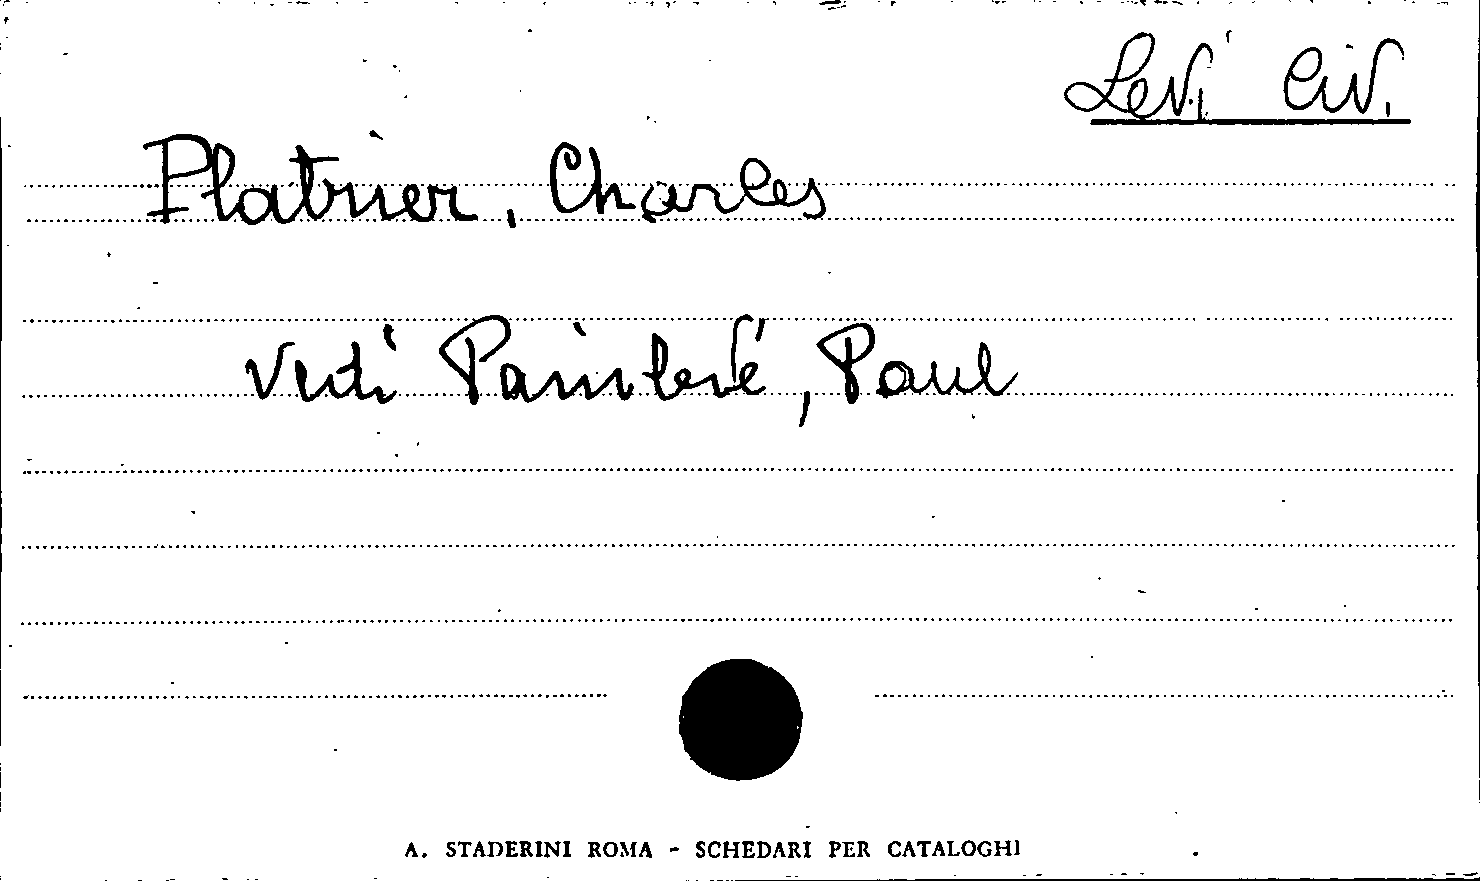 Levi Civ.
Platrier, Charles
vedi Painlevé, Paul
A. STADERINI ROMA - SCHEDARI PER CATALOGHI